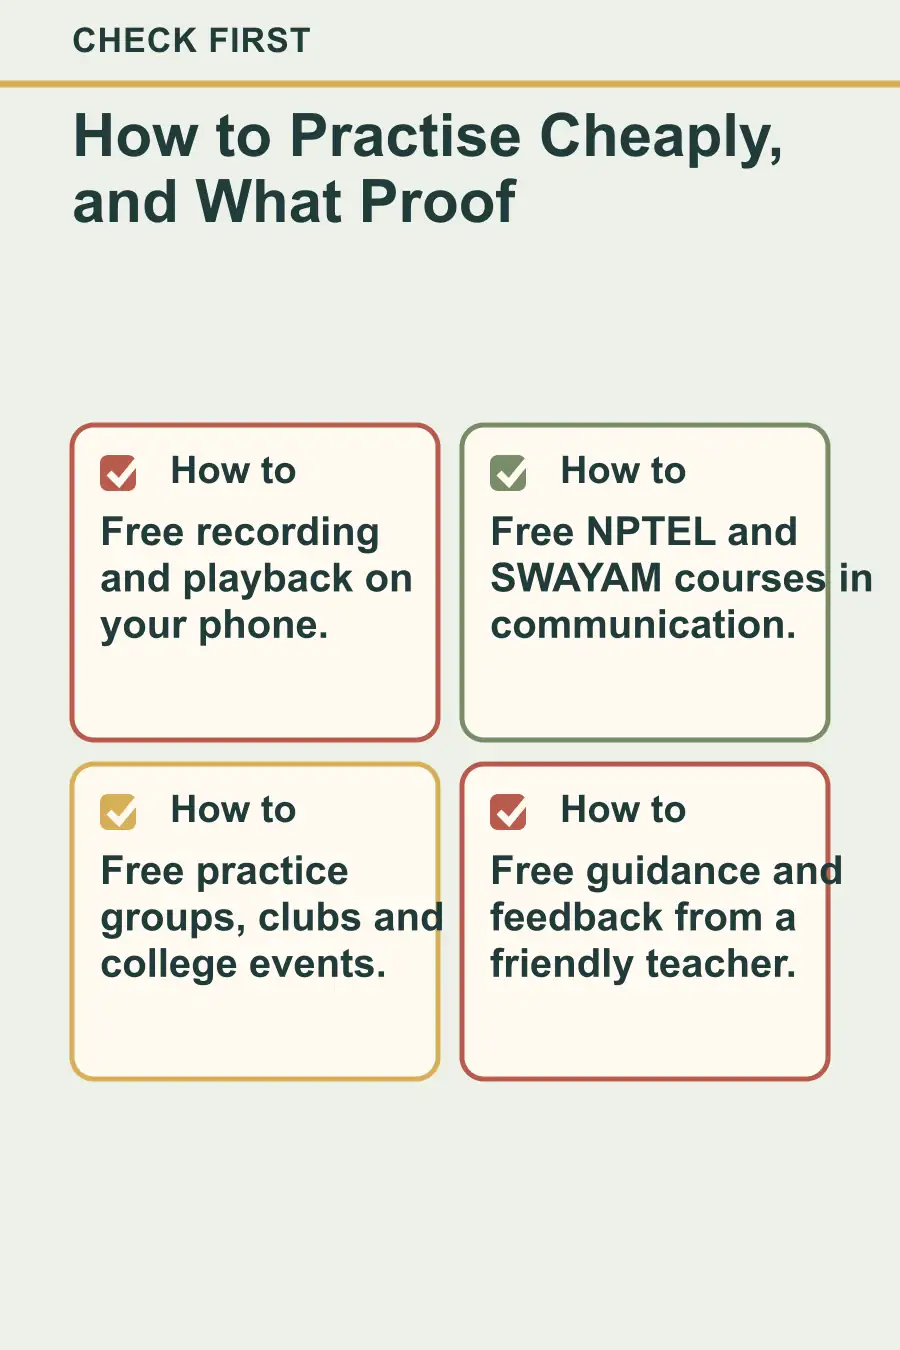 CHECK FIRST
How to Practise Cheaply,
and What Proof
How to
Free recording
and playback on
your phone.
How to
Free NPTEL and
SWAYAM courses in
communication.
How to
Free practice
groups, clubs and
college events.
How to
Free guidance and
feedback from a
friendly teacher.